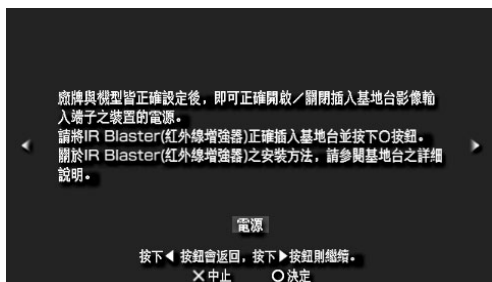 廠牌與機型皆正確設定後，即可正確開啟／關閉插入基地台影像輸
入端子之裝置的電源。
請將IR Blaster(紅外線增強器)正確插入基地台並按下○按鈕。
關於IR Blaster(紅外線增強器)之安裝方法，請參閱基地台之詳細
說明。
電源
按下◀ 按鈕會返回，按下▶按鈕則繼續。
✕中止 ○決定